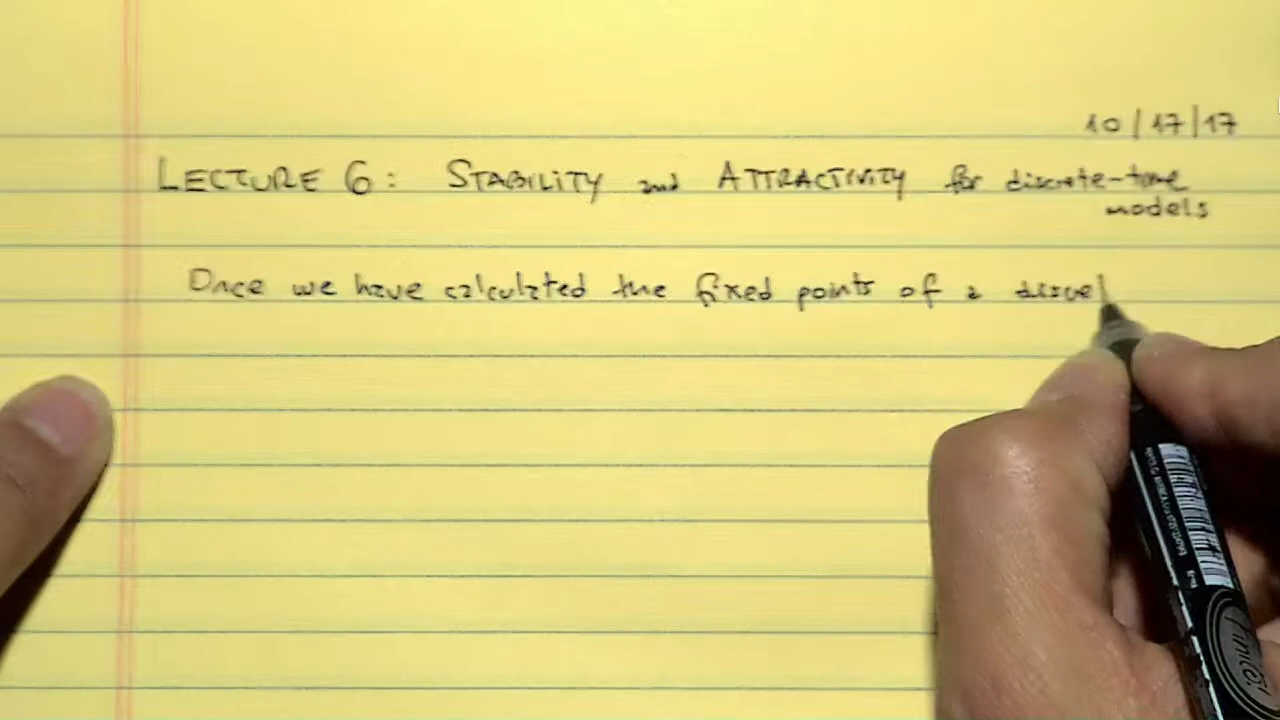 10/17/17
LECTURE 6: STABILITY and ATTRACTIVITY for discrete-time
models
Once we have calculated the fixed points of a